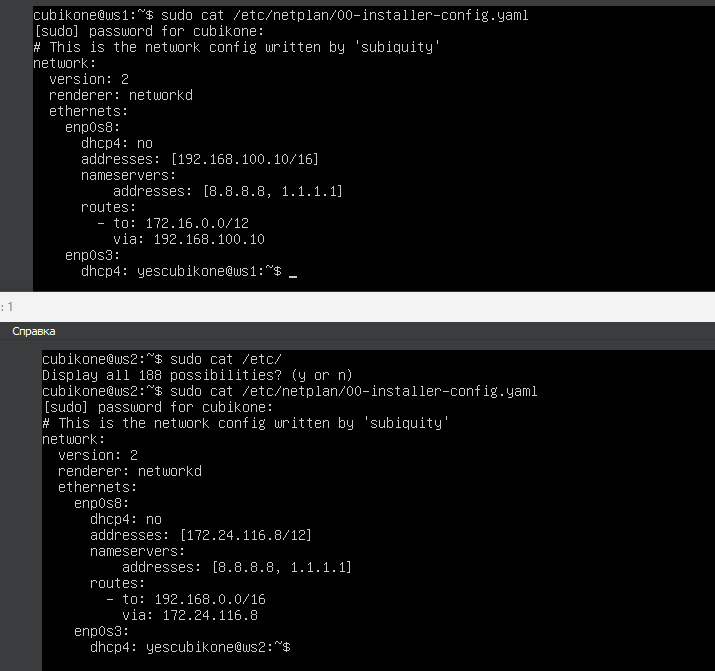 cubikone@ws1:~$ sudo cat /etc/netplan/00-installer-config.yaml
[sudo] password for cubikone:
# This is the network config written by 'subiquity'
network:
  version: 2
  renderer: networkd
  ethernets:
    enp0s8:
      dhcp4: no
      addresses: [192.168.100.10/16]
      nameservers:
          addresses: [8.8.8.8, 1.1.1.1]
      routes:
        - to: 172.16.0.0/12
          via: 192.168.100.10
    enp0s3:
      dhcp4: yescubikone@ws1:~$ _
: 1
Справка
cubikone@ws2:~$ sudo cat /etc/
Display all 188 possibilities? (y or n)
cubikone@ws2:~$ sudo cat /etc/netplan/00-installer-config.yaml
[sudo] password for cubikone:
# This is the network config written by 'subiquity'
network:
  version: 2
  renderer: networkd
  ethernets:
    enp0s8:
      dhcp4: no
      addresses: [172.24.116.8/12]
      nameservers:
          addresses: [8.8.8.8, 1.1.1.1]
      routes:
        - to: 192.168.0.0/16
          via: 172.24.116.8
    enp0s3:
      dhcp4: yescubikone@ws2:~$